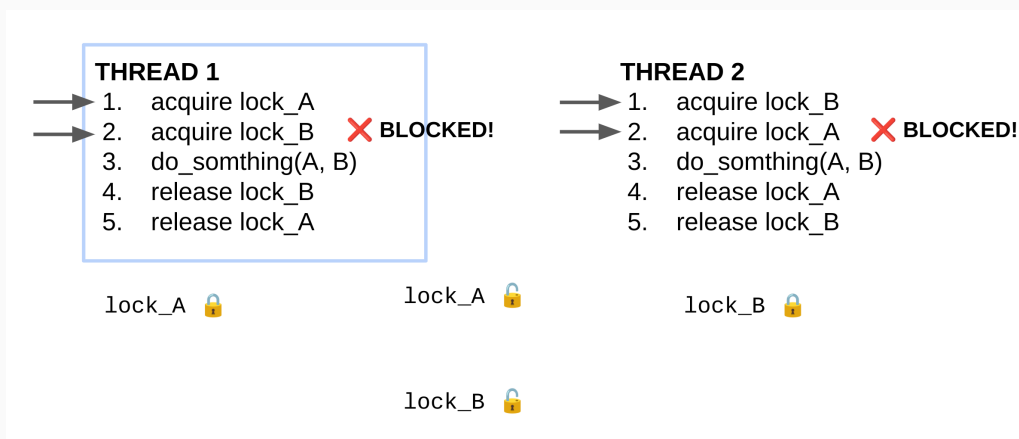 THREAD 1
1. acquire lock_A
2. acquire lock_B ❌ BLOCKED!
3. do_somthing(A, B)
4. release lock_B
5. release lock_A
THREAD 2
1. acquire lock_B
2. acquire lock_A ❌ BLOCKED!
3. do_somthing(A, B)
4. release lock_A
5. release lock_B
lock_A 🔒
lock_A 🔓
lock_B 🔒
lock_B 🔓